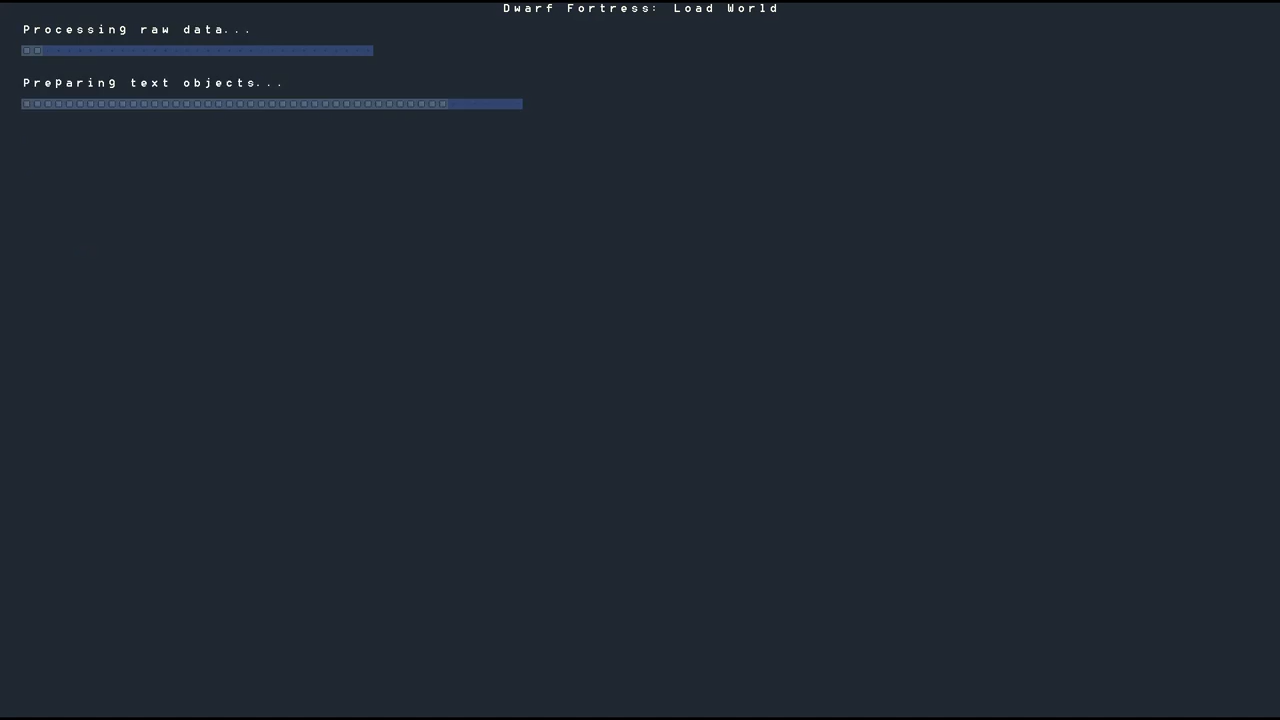 Dwarf Fortress: Load World
Processing raw data...
Preparing text objects...